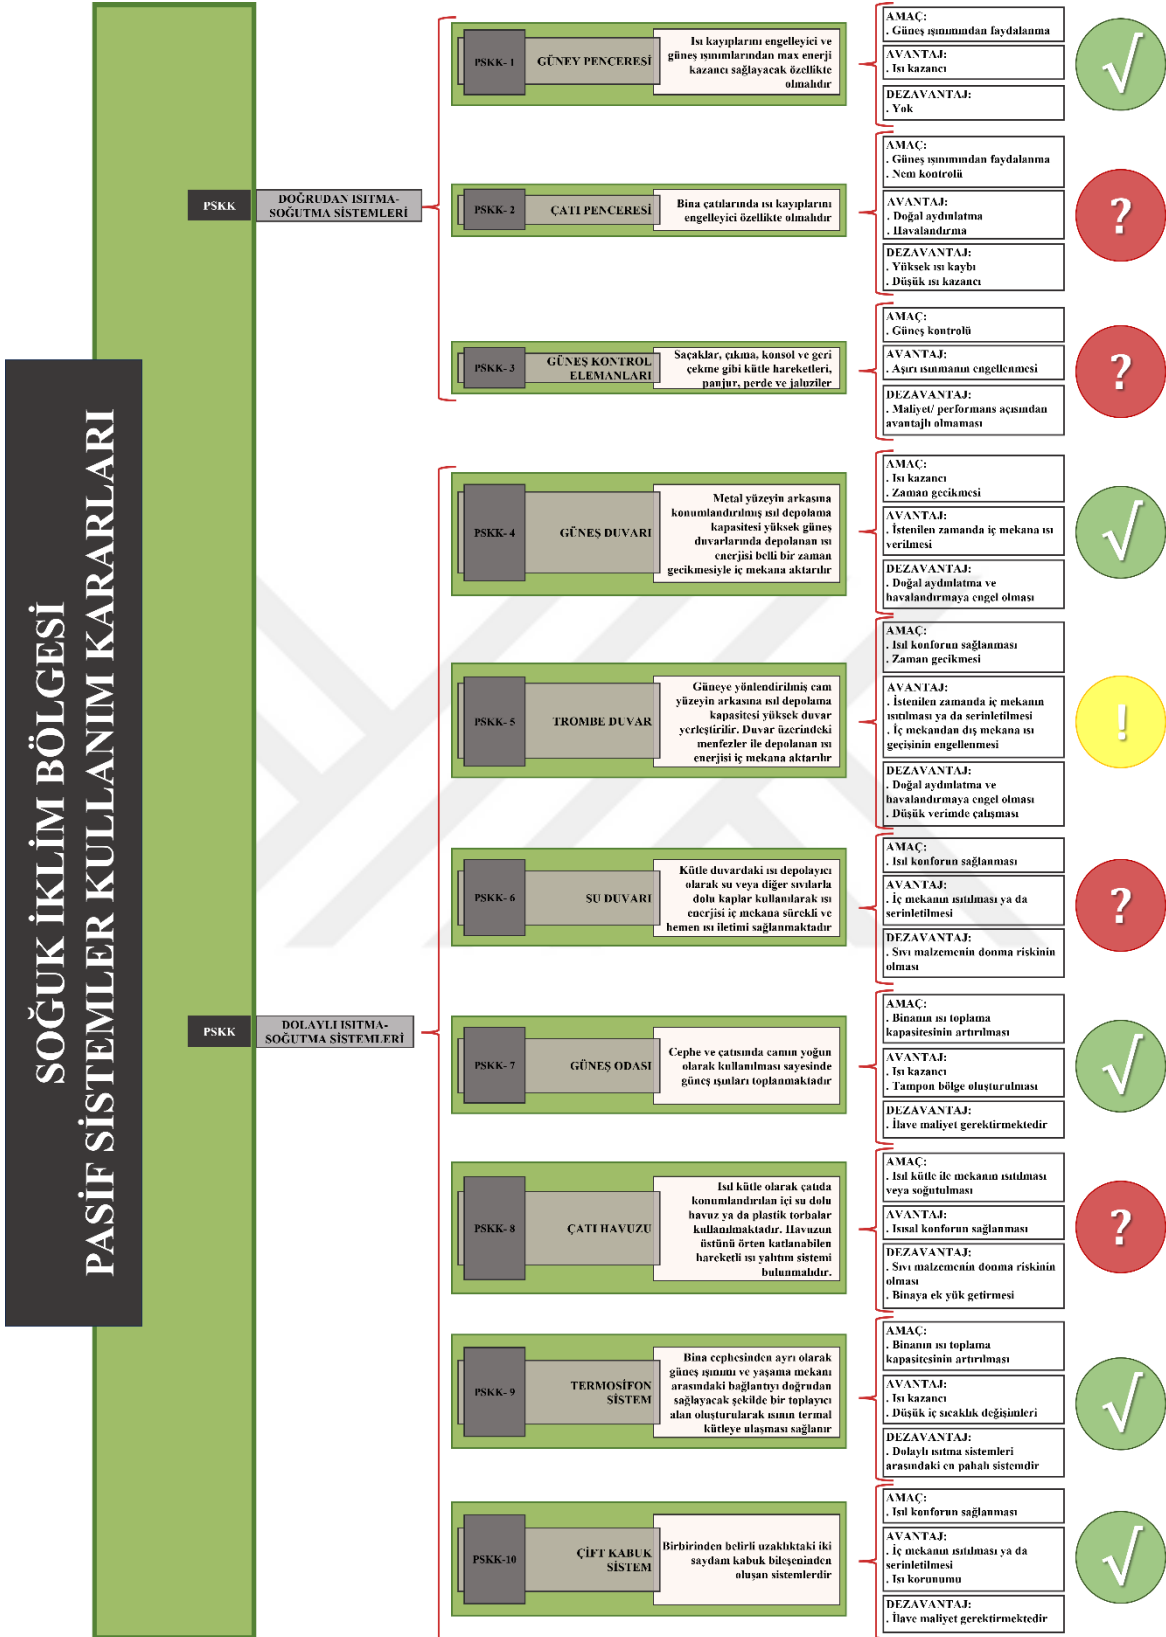 SOĞUK İKLİM BÖLGESİ
PASİF SİSTEMLER KULLANIM KARARLARI
PSKK
DOĞRUDAN ISITMA-
SOĞUTMA SİSTEMLERİ
PSKK- 1
GÜNEY PENCERESİ
Isı kayıplarını engelleyici ve
güneş ışınımlarından max enerji
kazancı sağlayacak özellikte
olmalıdır
AMAÇ:
. Güneş ışınımından faydalanma
AVANTAJ:
. Isı kazancı
DEZAVANTAJ:
. Yok
√
PSKK- 2
ÇATI PENCERESİ
Bina çatılarında ısı kayıplarını
engelleyici özellikte olmalıdır
AMAÇ:
. Güneş ışınımından faydalanma
. Nem kontrolü
AVANTAJ:
. Doğal aydınlatma
. Havalandırma
DEZAVANTAJ:
. Yüksek ısı kaybı
. Düşük ısı kazancı
?
PSKK- 3
GÜNEŞ KONTROL
ELEMANLARI
Saçaklar, çıkma, konsol ve geri
çekme gibi kütle hareketleri,
panjur, perde ve jaluziler
AMAÇ:
. Güneş kontrolü
AVANTAJ:
. Aşırı ısınmanın engellenmesi
DEZAVANTAJ:
. Maliyet/ performans açısından
avantajlı olmaması
?
PSKK
DOLAYLI ISITMA-
SOĞUTMA SİSTEMLERİ
PSKK- 4
GÜNEŞ DUVARI
Metal yüzeyin arkasına
konumlandırılmış ısıl depolama
kapasitesi yüksek güneş
duvarlarında depolanan ısı
enerjisi belli bir zaman
gecikmesiyle iç mekana aktarılır
AMAÇ:
. Isı kazancı
. Zaman gecikmesi
AVANTAJ:
. İstenilen zamanda iç mekana ısı
verilmesi
DEZAVANTAJ:
. Doğal aydınlatma ve
havalandırmaya engel olması
√
PSKK- 5
TROMBE DUVAR
Güneye yönlendirilmiş cam
yüzeyin arkasına ısıl depolama
kapasitesi yüksek duvar
yerleştirilir. Duvar üzerindeki
menfezler ile depolanan ısı
enerjisi iç mekana aktarılır
AMAÇ:
. Isıl konforun sağlanması
. Zaman gecikmesi
AVANTAJ:
. İstenilen zamanda iç mekanın
ısıtılması ya da serinletilmesi
. İç mekandan dış mekana ısı
geçişinin engellenmesi
DEZAVANTAJ:
. Doğal aydınlatma ve
havalandırmaya engel olması
. Düşük verimde çalışması
!
PSKK- 6
SU DUVARI
Kütle duvardaki ısı depolayıcı
olarak su veya diğer sıvılarla
dolu kaplar kullanılarak ısı
enerjisi iç mekana sürekli ve
hemen ısı iletimi sağlanmaktadır
AMAÇ:
. Isıl konforun sağlanması
AVANTAJ:
. İç mekanın ısıtılması ya da
serinletilmesi
DEZAVANTAJ:
. Sıvı malzemenin donma riskinin
olması
?
PSKK- 7
GÜNEŞ ODASI
Cephe ve çatısında camın yoğun
olarak kullanılması sayesinde
güneş ışınları toplanmaktadır
AMAÇ:
. Binanın ısı toplama
kapasitesinin artırılması
AVANTAJ:
. Isı kazancı
. Tampon bölge oluşturulması
DEZAVANTAJ:
. İlave maliyet gerektirmektedir
√
PSKK- 8
ÇATI HAVUZU
Isıl kütle olarak çatıda
konumlandırılan içi su dolu
havuz ya da plastik torbalar
kullanılmaktadır. Havuzun
üstünü örten katlanabilen
hareketli ısı yalıtım sistemi
bulunmalıdır.
AMAÇ:
. Isıl kütle ile mekanın ısıtılması
veya soğutulması
AVANTAJ:
. Isısal konforun sağlanması
DEZAVANTAJ:
. Sıvı malzemenin donma riskinin
olması
. Binaya ek yük getirmesi
?
PSKK- 9
TERMOSİFON
SİSTEM
Bina cephesinden ayrı olarak
güneş ışınımı ve yaşama mekanı
arasındaki bağlantıyı doğrudan
sağlayacak şekilde bir toplayıcı
alan oluşturularak ısının termal
kütleye ulaşması sağlanır
AMAÇ:
. Binanın ısı toplama
kapasitesinin artırılması
AVANTAJ:
. Isı kazancı
. Düşük iç sıcaklık değişimleri
DEZAVANTAJ:
. Dolaylı ısıtma sistemleri
arasındaki en pahalı sistemdir
√
PSKK-10
ÇİFT KABUK
SİSTEM
Birbirinden belirli uzaklıktaki iki
saydam kabuk bileşeninden
oluşan sistemlerdir
AMAÇ:
. Isıl konforun sağlanması
AVANTAJ:
. İç mekanın ısıtılması ya da
serinletilmesi
. Isı korunumu
DEZAVANTAJ:
. İlave maliyet gerektirmektedir
√